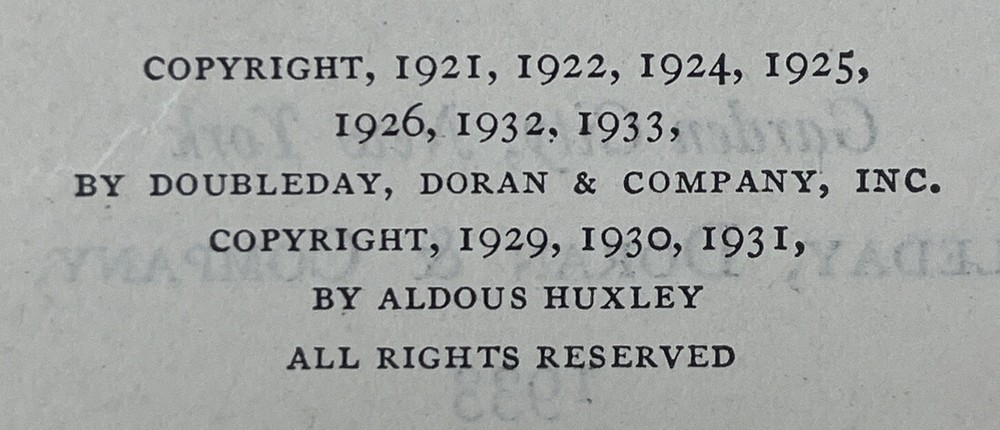 COPYRIGHT, 1921, 1922, 1924, 1925,
1926, 1932, 1933,
BY DOUBLEDAY, DORAN & COMPANY, INC.
COPYRIGHT, 1929, 1930, 1931,
BY ALDOUS HUXLEY
ALL RIGHTS RESERVED